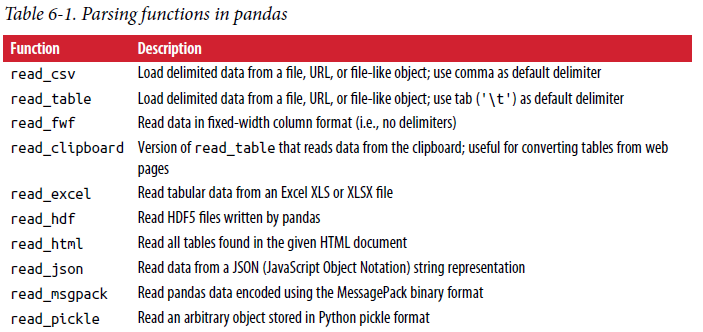 Table 6-1. Parsing functions in pandas
Function Description
read_csv Load delimited data from a file, URL, or file-like object; use comma as default delimiter
read_table Load delimited data from a file, URL, or file-like object; use tab ('\t') as default delimiter
read_fwf Read data in fixed-width column format (i.e., no delimiters)
read_clipboard Version of read_table that reads data from the clipboard; useful for converting tables from web
pages
read_excel Read tabular data from an Excel XLS or XLSX file
read_hdf Read HDF5 files written by pandas
read_html Read all tables found in the given HTML document
read_json Read data from a JSON (JavaScript Object Notation) string representation
read_msgpack Read pandas data encoded using the MessagePack binary format
read_pickle Read an arbitrary object stored in Python pickle format